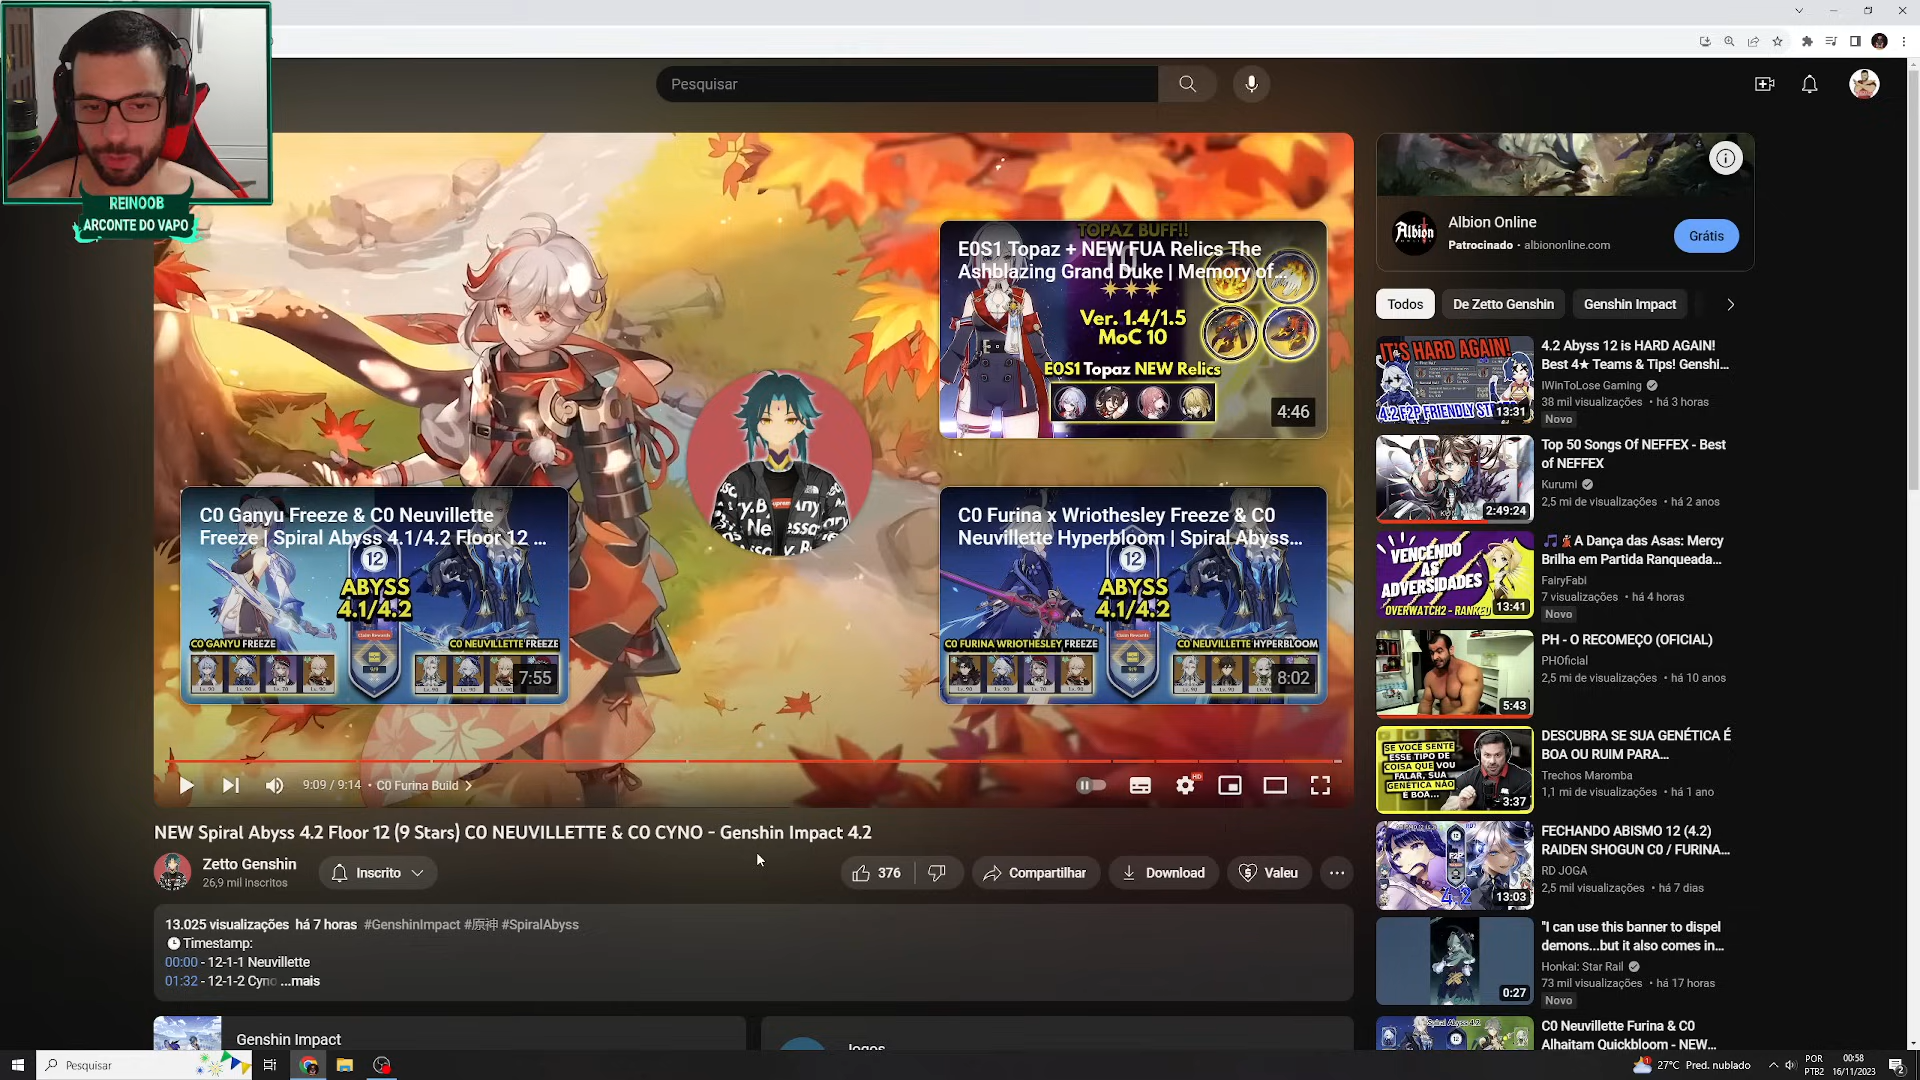 REINOOB
ARCONTE DO VAPO
Pesquisar
TOPAZ BUFF!!
E0S1 Topaz + NEW FUA Relics The
Ashblazing Grand Duke | Memory of...
Ver. 1.4/1.5
MoC 10
E0S1 Topaz NEW Relics
4:46
C0 Ganyu Freeze & C0 Neuvillette
Freeze | Spiral Abyss 4.1/4.2 Floor 12 ...
12
ABYSS
4.1/4.2
C0 GANYU FREEZE
C0 NEUVILLETTE FREEZE
7:55
C0 Furina x Wriothesley Freeze & C0
Neuvillette Hyperbloom | Spiral Abyss...
12
ABYSS
4.1/4.2
C0 FURINA WRIOTHESLEY FREEZE
C0 NEUVILLETTE HYPERBLOOM
8:02
9:09 / 9:14 • C0 Furina Build
HD
NEW Spiral Abyss 4.2 Floor 12 (9 Stars) C0 NEUVILLETTE & C0 CYNO - Genshin Impact 4.2
Zetto Genshin
26,9 mil inscritos
Inscrito
376
Compartilhar
Download
Valeu
13.025 visualizações há 7 horas #GenshinImpact #原神 #SpiralAbyss
Timestamp:
00:00 - 12-1-1 Neuvillette
01:32 - 12-1-2 Cyno ...mais
Genshin Impact
Jogos
Albion
Albion Online
Patrocinado • albiononline.com
Grátis
Todos
De Zetto Genshin
Genshin Impact
IT'S HARD AGAIN!
4.2 F2P FRIENDLY
13:31
4.2 Abyss 12 is HARD AGAIN!
Best 4★ Teams & Tips! Genshi...
IWinToLose Gaming
38 mil visualizações • há 3 horas
Novo
2:49:24
Top 50 Songs Of NEFFEX - Best
of NEFFEX
Kurumi
2,5 mi de visualizações • há 2 anos
VENCENDO
AS
ADVERSIDADES
OVERWATCH2 - RANKED
13:41
🎵💃 A Dança das Asas: Mercy
Brilha em Partida Ranqueada...
FairyFabi
7 visualizações • há 4 horas
Novo
5:43
PH - O RECOMEÇO (OFICIAL)
PHOficial
2,5 mi de visualizações • há 10 anos
SE VOCÊ SENTE
ESSE TIPO DE
COISA QUE VOU
FALAR, SUA
GENÉTICA NÃO
É BOA...
3:37
DESCUBRA SE SUA GENÉTICA É
BOA OU RUIM PARA...
Trechos Maromba
1,1 mi de visualizações • há 1 ano
4.2
13:03
FECHANDO ABISMO 12 (4.2)
RAIDEN SHOGUN C0 / FURINA...
RD JOGA
2,5 mil visualizações • há 7 dias
0:27
"I can use this banner to dispel
demons...but it also comes in...
Honkai: Star Rail
73 mil visualizações • há 17 horas
Novo
Spiral Abyss 4.2
C0 Neuvillette Furina & C0
Alhaitam Quickbloom - NEW...
Pesquisar
27°C Pred. nublado
POR
PTB2
00:58
16/11/2023
2